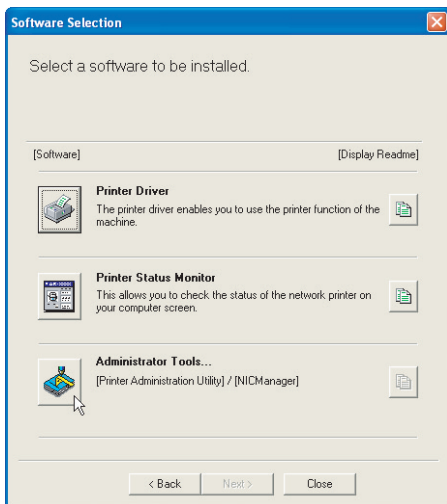 Software Selection
Select a software to be installed.
[Software] [Display Readme]
Printer Driver
The printer driver enables you to use the printer function of the
machine.
Printer Status Monitor
This allows you to check the status of the network printer on
your computer screen.
Administrator Tools...
[Printer Administration Utility] / [NICManager]
< Back Next > Close